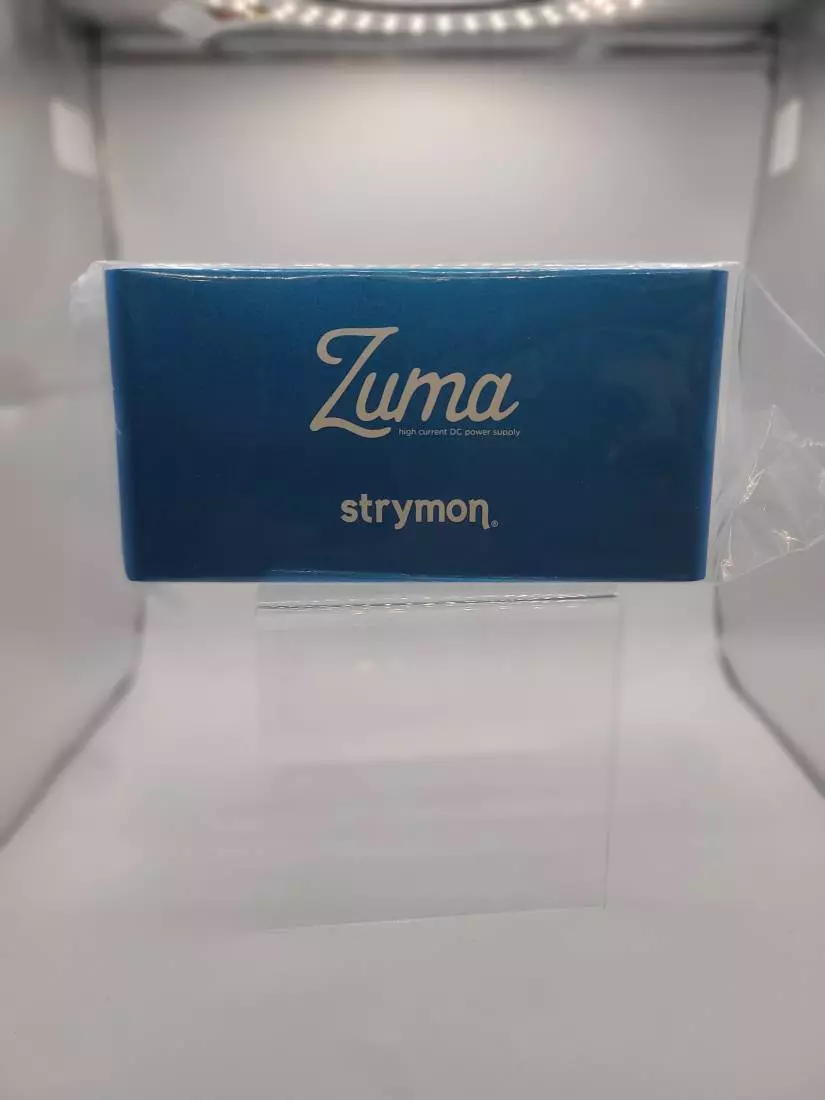 Zuma
high current DC power supply
strymon®